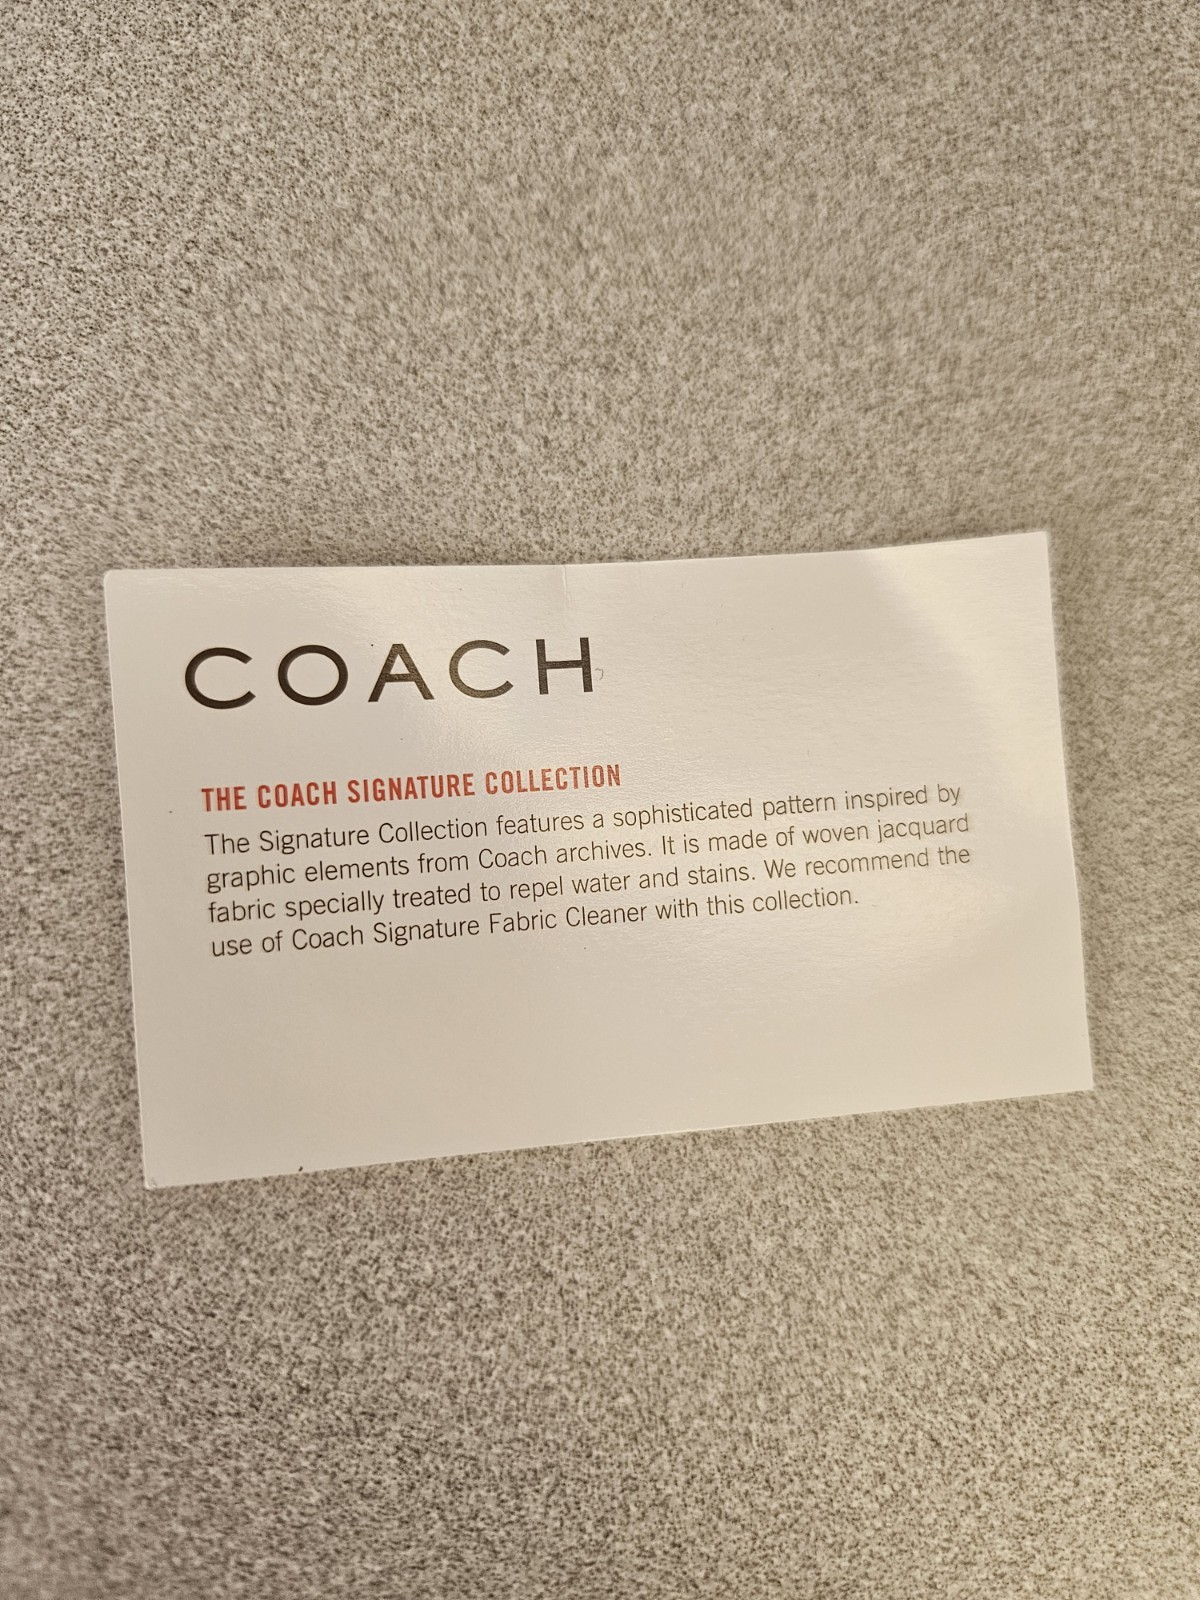 COACH
THE COACH SIGNATURE COLLECTION
The Signature Collection features a sophisticated pattern inspired by
graphic elements from Coach archives. It is made of woven jacquard
fabric specially treated to repel water and stains. We recommend the
use of Coach Signature Fabric Cleaner with this collection.